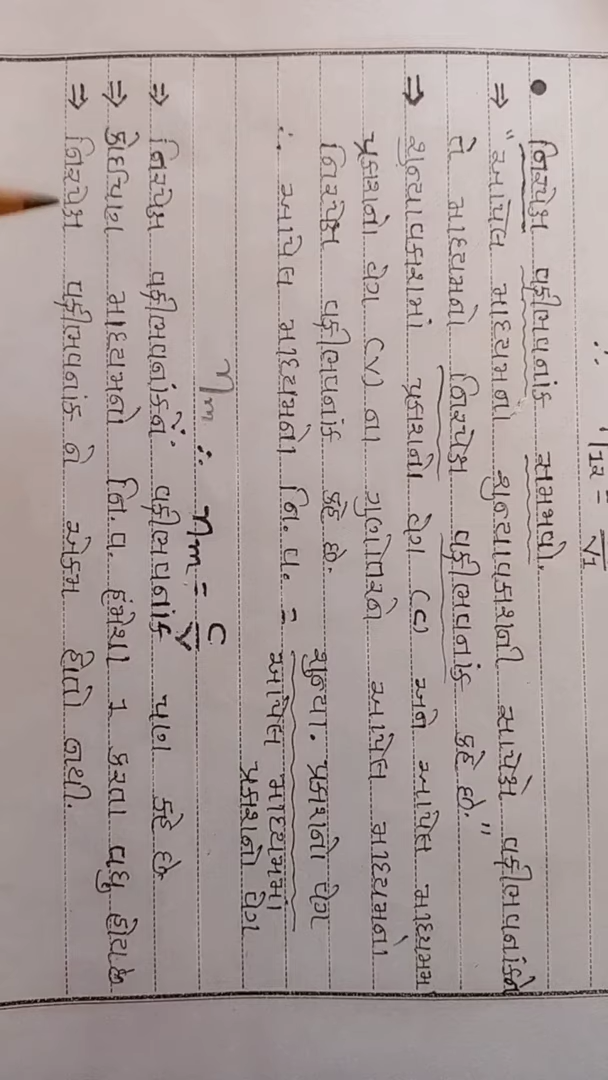 ∴ η₁₂ = /v₁
• નિરપેક્ષ વક્રીભવનાંક સમજાવો.
⇒ "આપેલ માધ્યમના શુન્યાવકાશની સાપેક્ષે વક્રીભવનાંકને
તે માધ્યમનો નિરપેક્ષ વક્રીભવનાંક કહે છે."
⇒ શુન્યાવકાશમાં પ્રકાશનો વેગ (c) અને આપેલ માધ્યમમાં
પ્રકાશનો વેગ (v) ના ગુણોત્તરને આપેલ માધ્યમનો
નિરપેક્ષ વક્રીભવનાંક કહે છે.
∴ આપેલ માધ્યમનો નિ. વ. = શુન્યા. પ્રકાશનો વેગ
આપેલ માધ્યમમાં
પ્રકાશનો વેગ
ηm ∴ ηm = c/v
⇒ નિરપેક્ષ વક્રીભવનાંકને વક્રીભવનાંક પણ કહે છે
⇒ કોઈપણ માધ્યમનો નિ.વ. હંમેશા 1 કરતા વધુ હોય છે
⇒ નિરપેક્ષ વક્રીભવનાંક ને એકમ હોતો નથી.